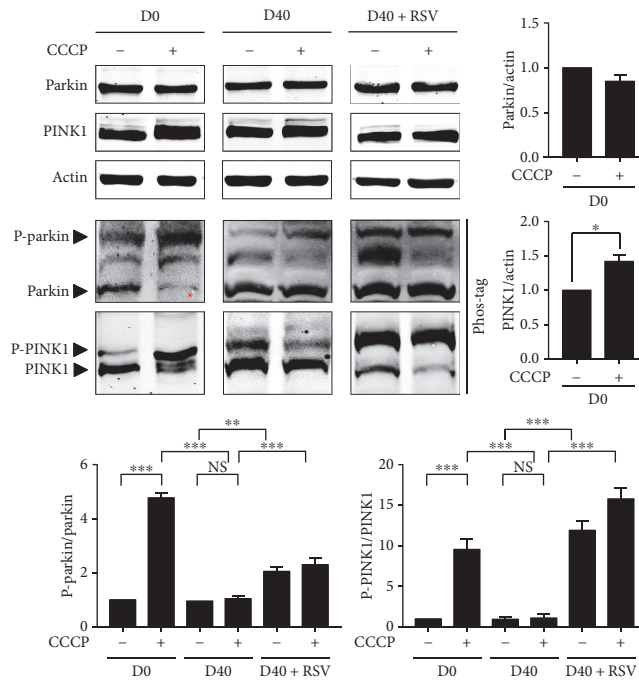 D0 D40 D40 + RSV
CCCP – + – + – +
Parkin
PINK1
Actin
P-parkin
Parkin
*
P-PINK1
PINK1
Phos-tag
Parkin/actin
1.5
1.0
0.5
0.0
CCCP – +
D0
PINK1/actin
2.0
1.5
1.0
0.5
0.0
*
CCCP – +
D0
P-parkin/parkin
6
4
2
0
**
*** ***
*** NS
CCCP – + – + – +
D0 D40 D40 + RSV
P-PINK1/PINK1
20
15
10
5
0
***
*** ***
*** NS
CCCP – + – + – +
D0 D40 D40 + RSV